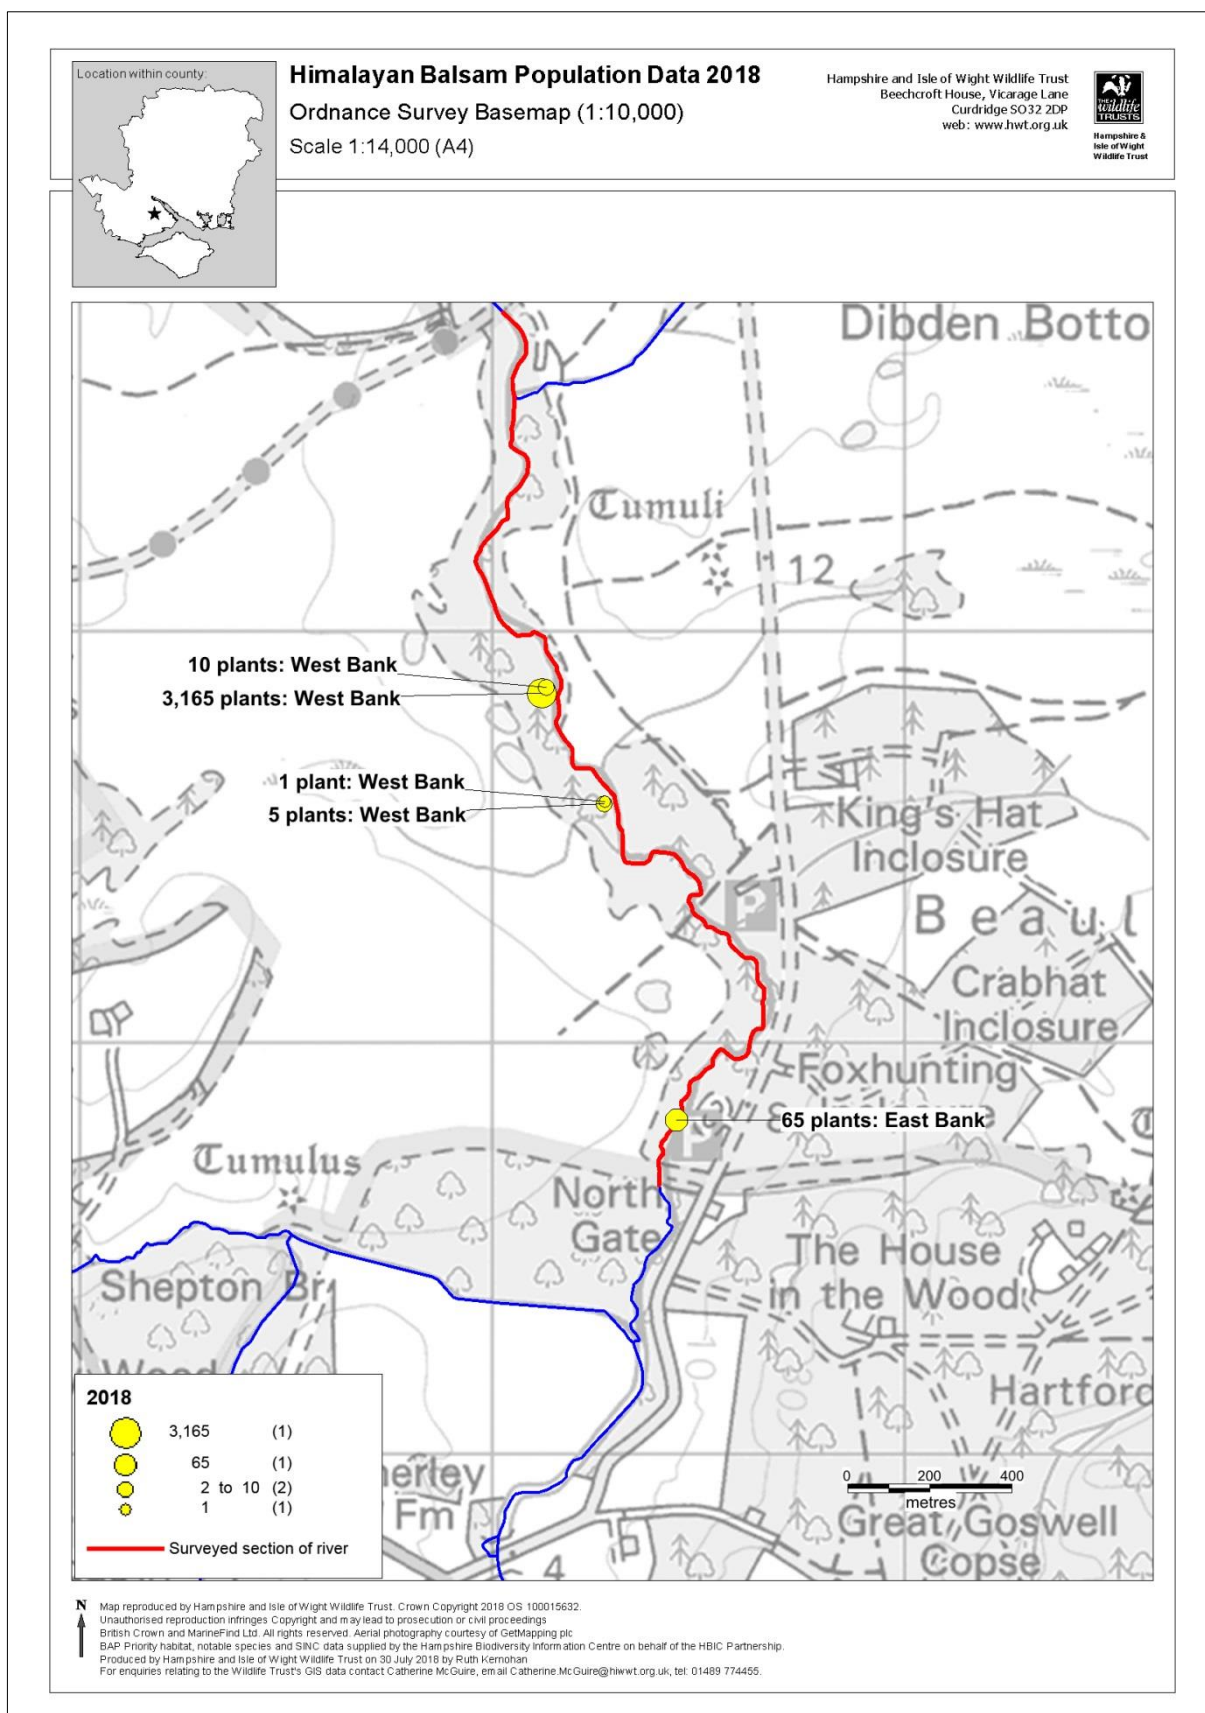 Location within county:
Himalayan Balsam Population Data 2018
Ordnance Survey Basemap (1:10,000)
Scale 1:14,000 (A4)
Hampshire and Isle of Wight Wildlife Trust
Beechcroft House, Vicarage Lane
Curdridge SO32 2DP
web: www.hwt.org.uk
THE
wildlife
TRUSTS
Hampshire &
Isle of Wight
Wildlife Trust
Dibden Botto
Tumuli
12
10 plants: West Bank
3,165 plants: West Bank
1 plant: West Bank
5 plants: West Bank
King's Hat
Inclosure
P
Beaul
Crabhat
Inclosure
Foxhunting
65 plants: East Bank
P
Tumulus
North
Gate
The House
in the Wood
Shepton Br
Wood
10
Hartford
2018
3,165 (1)
65 (1)
2 to 10 (2)
1 (1)
Surveyed section of river
herley
Fm
4
0 200 400
metres
Great Goswell
Copse
N
Map reproduced by Hampshire and Isle of Wight Wildlife Trust. Crown Copyright 2018 OS 100015632.
Unauthorised reproduction infringes Copyright and may lead to prosecution or civil proceedings
British Crown and MarineFind Ltd. All rights reserved. Aerial photography courtesy of GetMapping plc
BAP Priority habitat, notable species and SINC data supplied by the Hampshire Biodiversity Information Centre on behalf of the HBIC Partnership.
Produced by Hampshire and Isle of Wight Wildlife Trust on 30 July 2018 by Ruth Kernohan
For enquiries relating to the Wildlife Trust's GIS data contact Catherine McGuire, email Catherine.McGuire@hiwwt.org.uk, tel: 01489 774455.